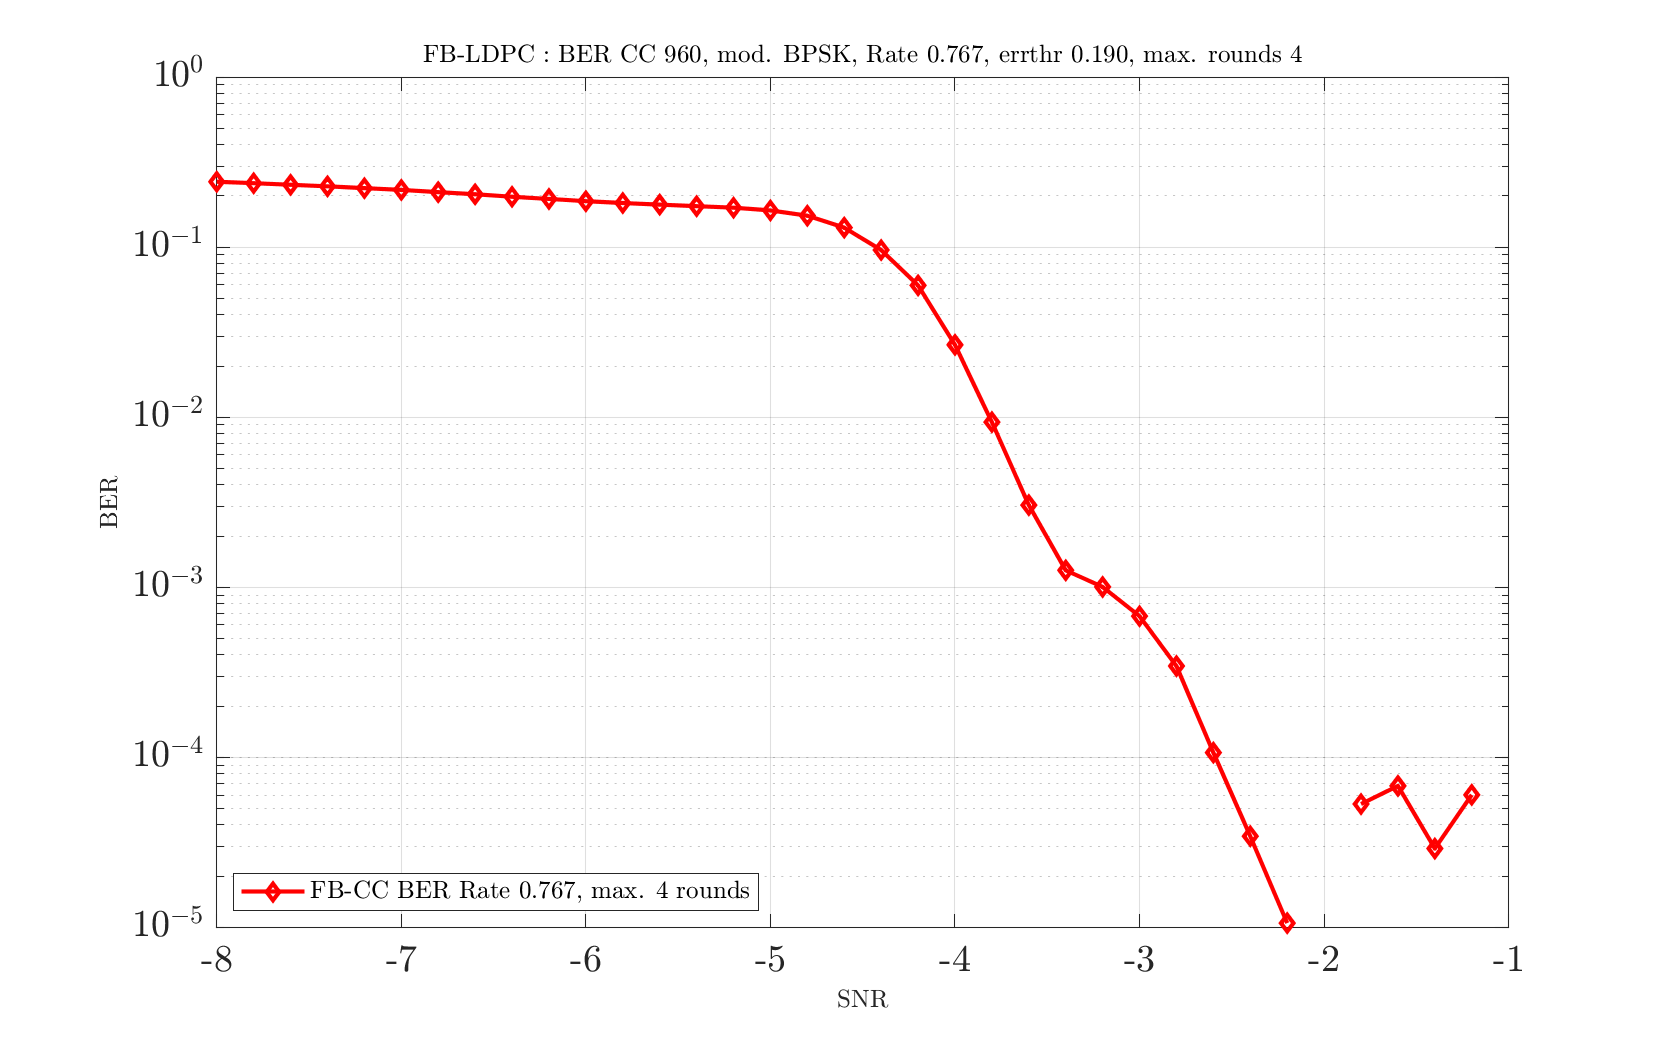 FB-LDPC : BER CC 960, mod. BPSK, Rate 0.767, errthr 0.190, max. rounds 4
10^0
10^{-1}
10^{-2}
10^{-3}
10^{-4}
10^{-5}
BER
FB-CC BER Rate 0.767, max. 4 rounds
-8 -7 -6 -5 -4 -3 -2 -1
SNR